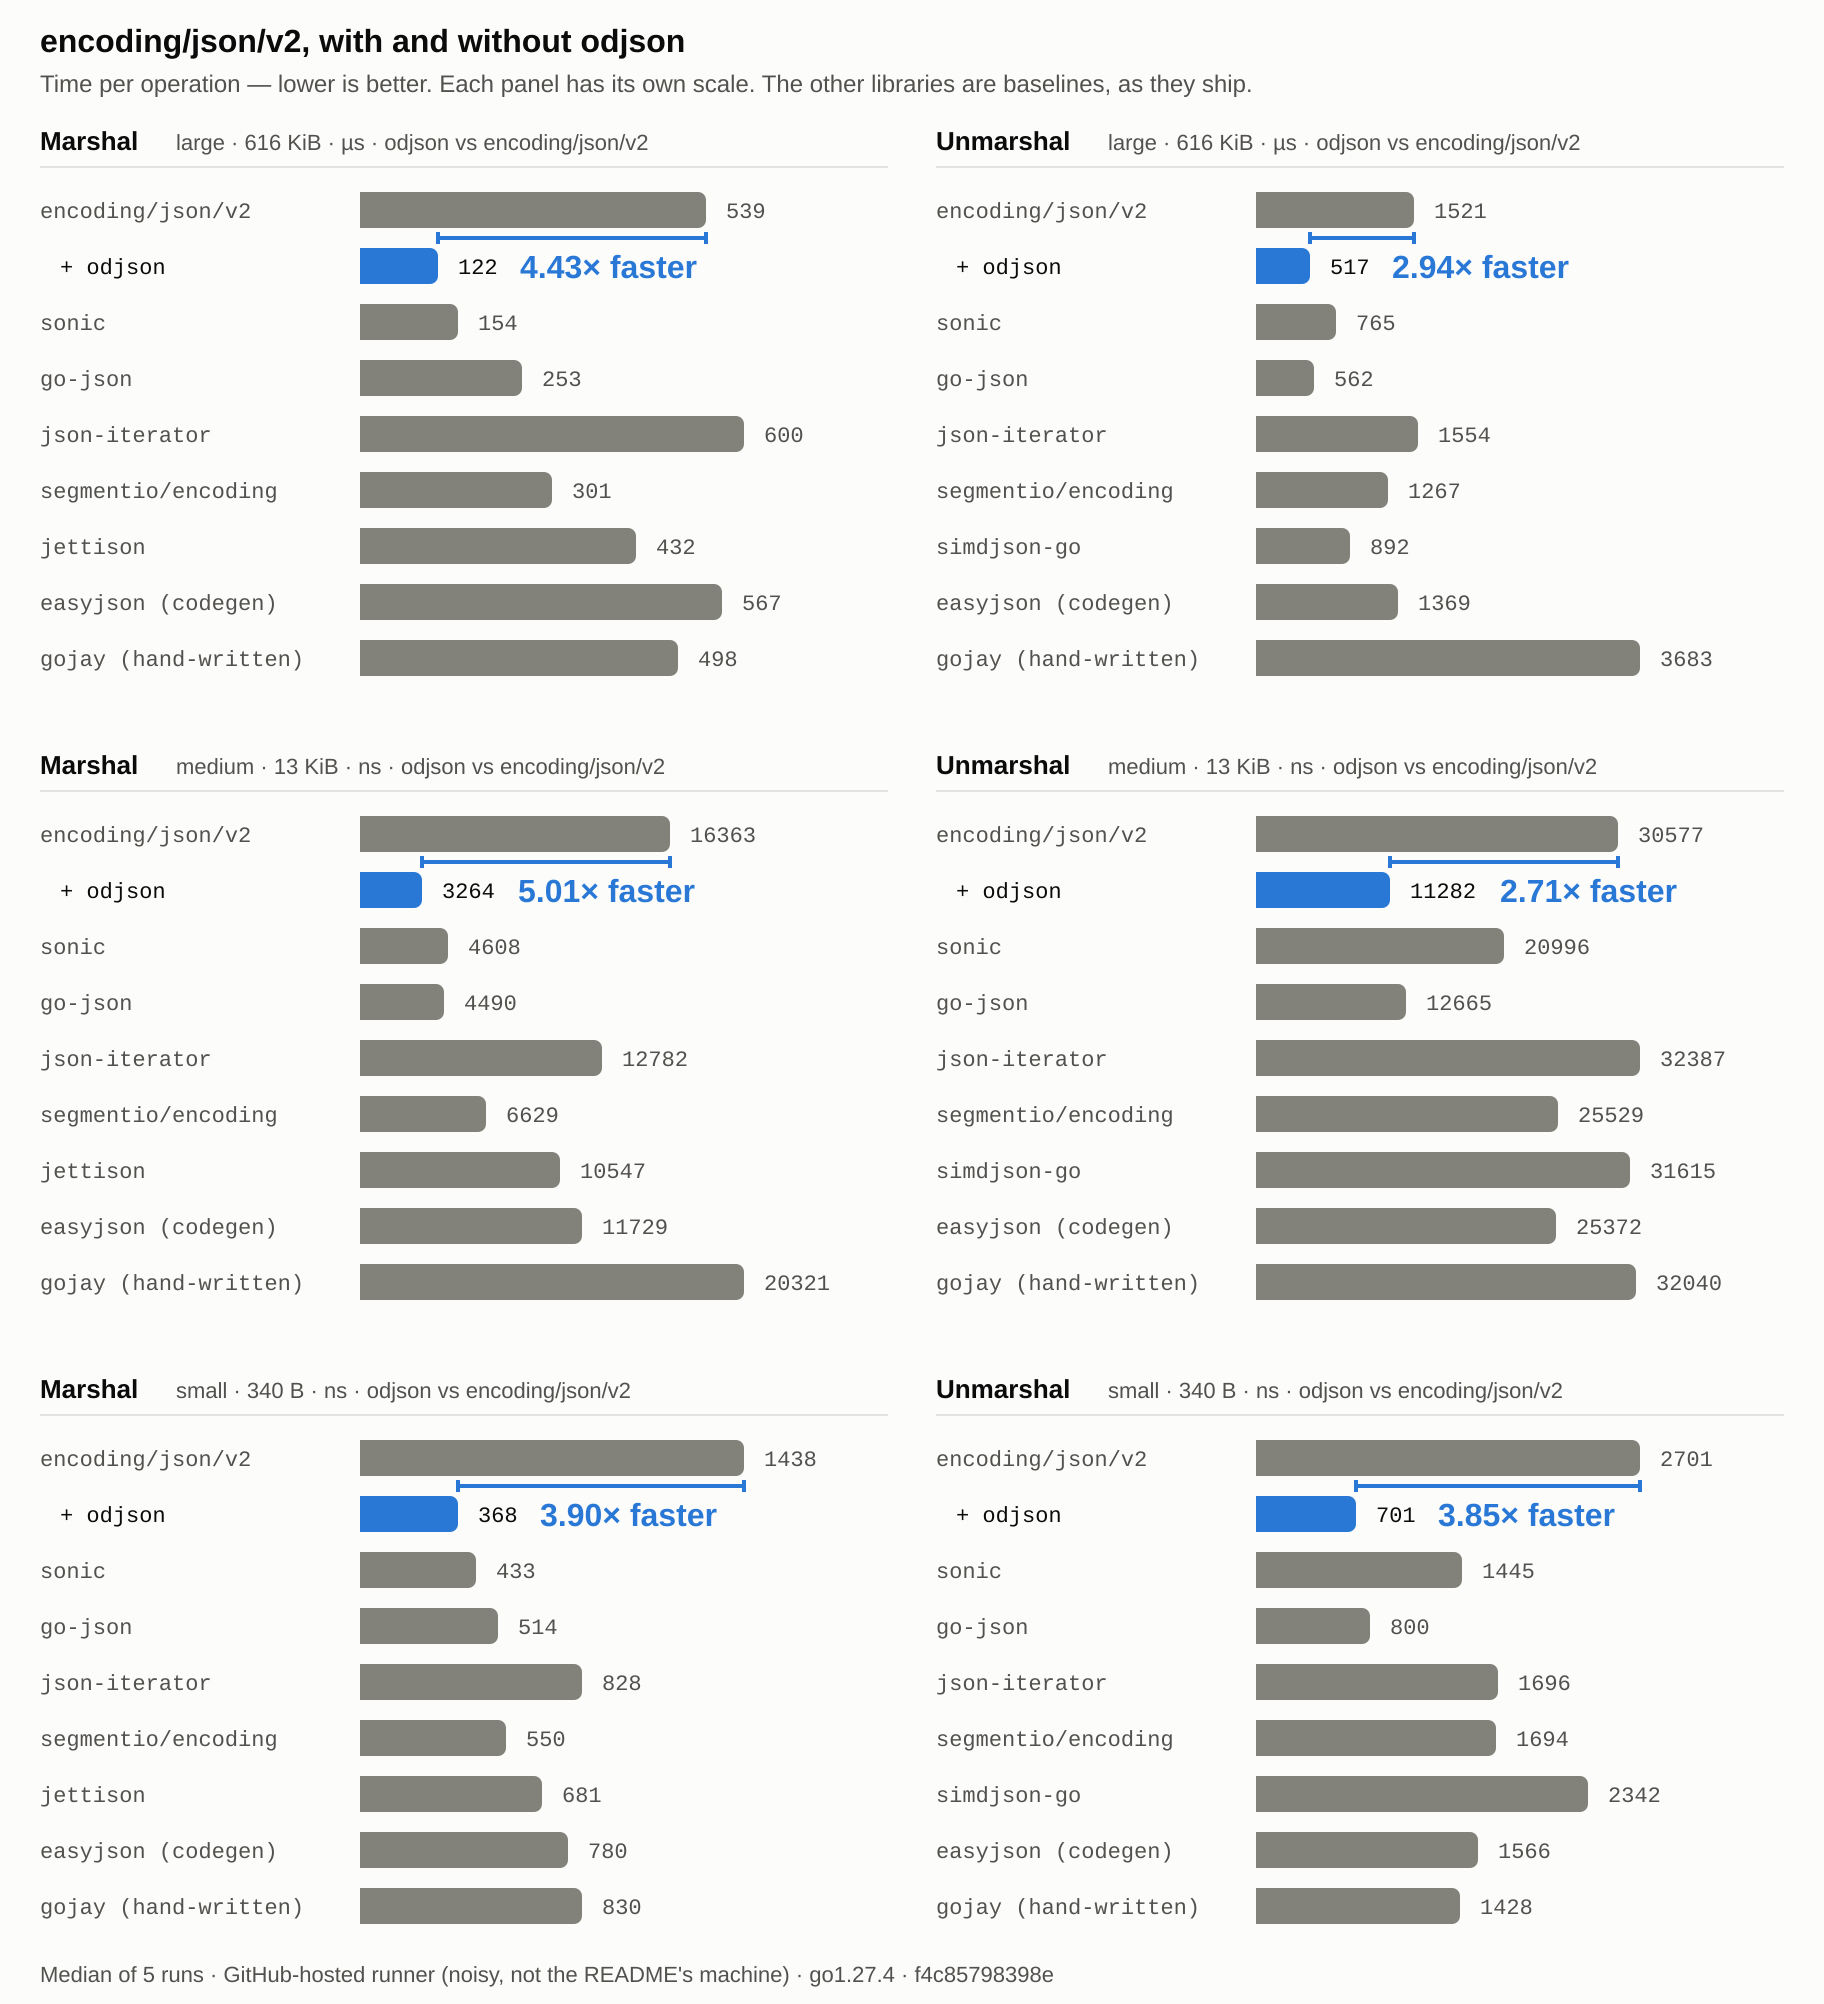 encoding/json/v2, with and without odjson
Time per operation — lower is better. Each panel has its own scale. The other libraries are baselines, as they ship.
Marshal large · 616 KiB · µs · odjson vs encoding/json/v2
encoding/json/v2 539
+ odjson 122 4.43× faster
sonic 154
go-json 253
json-iterator 600
segmentio/encoding 301
jettison 432
easyjson (codegen) 567
gojay (hand-written) 498
Unmarshal large · 616 KiB · µs · odjson vs encoding/json/v2
encoding/json/v2 1521
+ odjson 517 2.94× faster
sonic 765
go-json 562
json-iterator 1554
segmentio/encoding 1267
simdjson-go 892
easyjson (codegen) 1369
gojay (hand-written) 3683
Marshal medium · 13 KiB · ns · odjson vs encoding/json/v2
encoding/json/v2 16363
+ odjson 3264 5.01× faster
sonic 4608
go-json 4490
json-iterator 12782
segmentio/encoding 6629
jettison 10547
easyjson (codegen) 11729
gojay (hand-written) 20321
Unmarshal medium · 13 KiB · ns · odjson vs encoding/json/v2
encoding/json/v2 30577
+ odjson 11282 2.71× faster
sonic 20996
go-json 12665
json-iterator 32387
segmentio/encoding 25529
simdjson-go 31615
easyjson (codegen) 25372
gojay (hand-written) 32040
Marshal small · 340 B · ns · odjson vs encoding/json/v2
encoding/json/v2 1438
+ odjson 368 3.90× faster
sonic 433
go-json 514
json-iterator 828
segmentio/encoding 550
jettison 681
easyjson (codegen) 780
gojay (hand-written) 830
Unmarshal small · 340 B · ns · odjson vs encoding/json/v2
encoding/json/v2 2701
+ odjson 701 3.85× faster
sonic 1445
go-json 800
json-iterator 1696
segmentio/encoding 1694
simdjson-go 2342
easyjson (codegen) 1566
gojay (hand-written) 1428
Median of 5 runs · GitHub-hosted runner (noisy, not the README's machine) · go1.27.4 · f4c85798398e